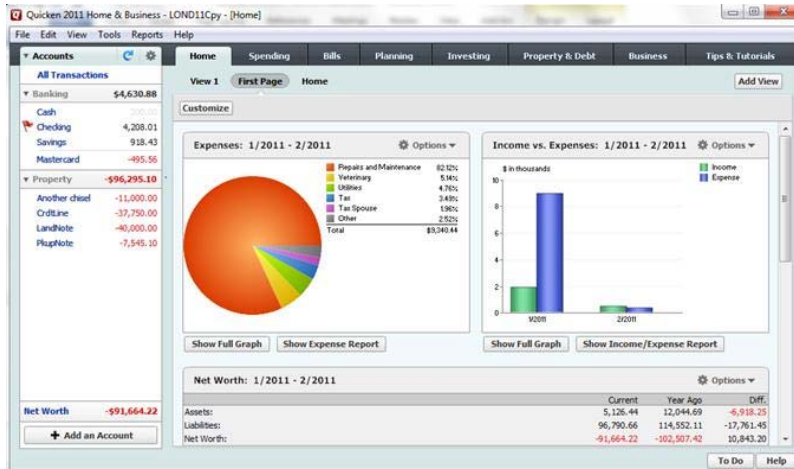 Quicken 2011 Home & Business - LOND11Cpy - [Home]
File Edit View Tools Reports Help
Accounts
All Transactions
Banking $4,630.88
Cash
Checking 4,208.01
Savings 918.43
Mastercard -495.56
Property -$96,295.10
Another chisel -11,000.00
CrdtLine -37,750.00
LandNote -40,000.00
PkupNote -7,545.10
Net Worth -$91,664.22
Add an Account
Home Spending Bills Planning Investing Property & Debt Business Tips & Tutorials
View 1 First Page Home Add View
Customize
Expenses: 1/2011 - 2/2011 Options
Repairs and Maintenance 82.12%
Veterinary 5.14%
Utilities 4.76%
Tax 3.49%
Tax Spouse 1.96%
Other 2.52%
Total $9,340.44
Show Full Graph Show Expense Report
Income vs. Expenses: 1/2011 - 2/2011 Options
$ in thousands
Income
Expense
10
8
6
4
2
0
1/2011 2/2011
Show Full Graph Show Income/Expense Report
Net Worth: 1/2011 - 2/2011 Options
Current Year Ago Diff.
Assets: 5,126.44 12,044.69 -6,918.25
Liabilities: 96,790.66 114,552.11 -17,761.45
Net Worth: -91,664.22 -102,507.42 10,843.20
To Do Help